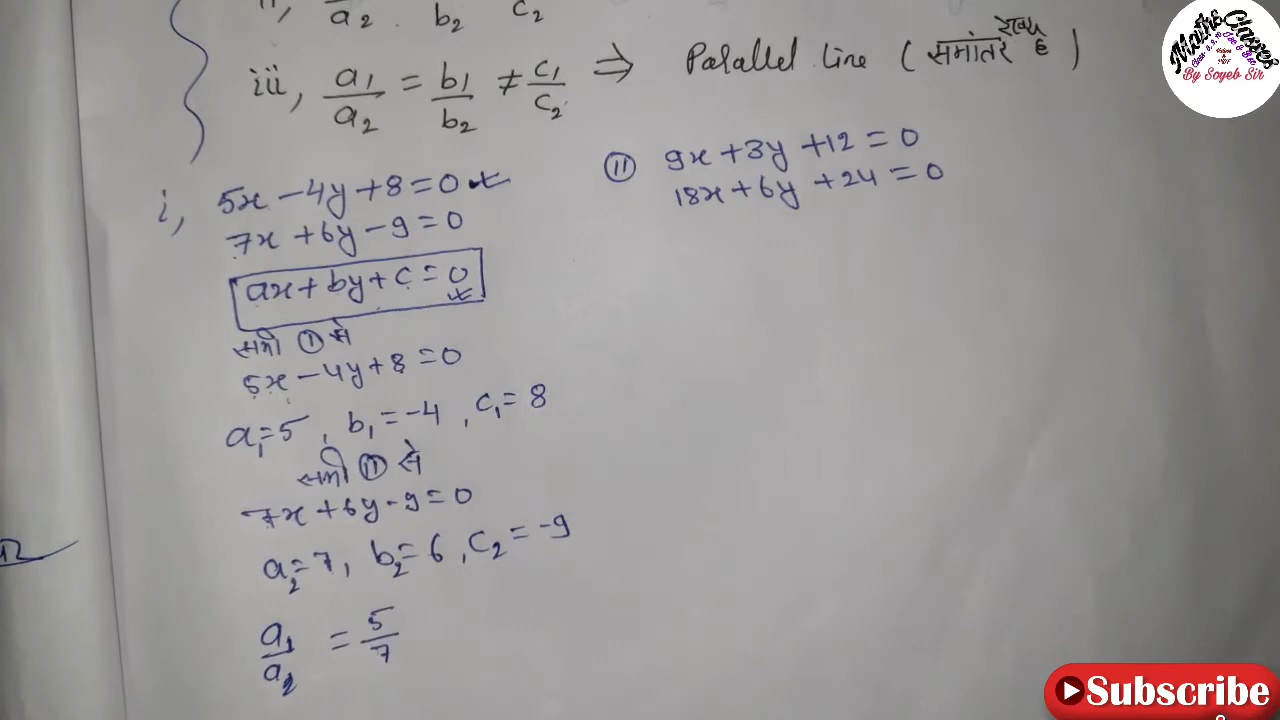 ii, a2 b2 c2
iii, a1/a2 = b1/b2 ≠ c1/c2 ⇒ Parallel Line ( समांतर रेखा है )
i, 5x - 4y + 8 = 0
7x + 6y - 9 = 0
ax + by + c = 0
समी ① से
5x - 4y + 8 = 0
a1 = 5, b1 = -4, c1 = 8
समी ⑪ से
7x + 6y - 9 = 0
a2 = 7, b2 = 6, c2 = -9
a1/a2 = 5/7
⑪ 9x + 3y + 12 = 0
18x + 6y + 24 = 0
Maths Classes
By Soyeb Sir
Subscribe